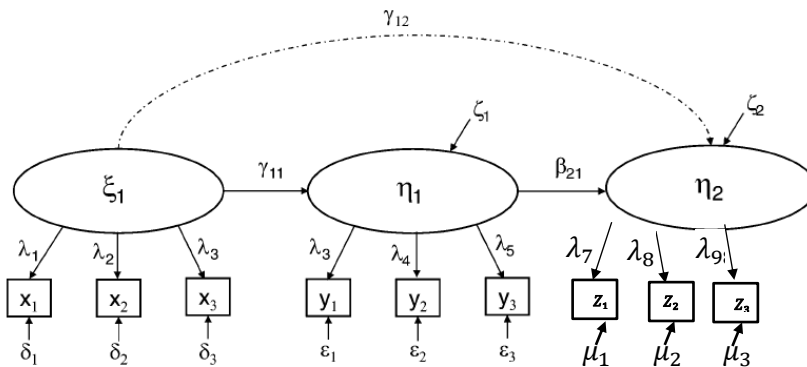 γ12
ζ1
ζ2
ξ1
γ11
η1
β21
η2
λ1 λ2 λ3
λ3 λ4 λ5
λ7 λ8 λ9
x1 x2 x3
y1 y2 y3
z1 z2 z3
δ1 δ2 δ3
ε1 ε2 ε3
μ1 μ2 μ3